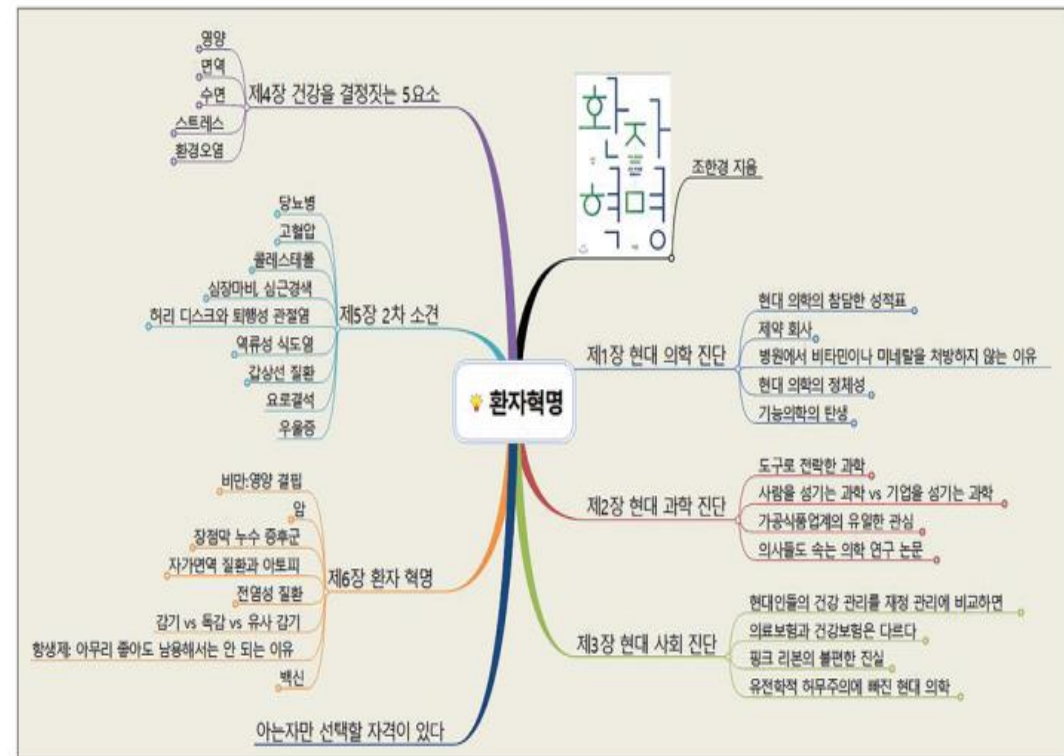 환자혁명
환자
혁명
조한경 지음
제1장 현대 의학 진단
현대 의학의 참담한 성적표
제약 회사
병원에서 비타민이나 미네랄을 처방하지 않는 이유
현대 의학의 정체성
기능의학의 탄생
제2장 현대 과학 진단
도구로 전락한 과학
사람을 섬기는 과학 vs 기업을 섬기는 과학
가공식품업계의 유일한 관심
의사들도 속는 의학 연구 논문
제3장 현대 사회 진단
현대인들의 건강 관리를 재정 관리에 비교하면
의료보험과 건강보험은 다르다
핑크 리본의 불편한 진실
유전학적 허무주의에 빠진 현대 의학
제4장 건강을 결정짓는 5요소
영양
면역
수면
스트레스
환경오염
제5장 2차 소견
당뇨병
고혈압
콜레스테롤
심장마비, 심근경색
허리 디스크와 퇴행성 관절염
역류성 식도염
갑상선 질환
요로결석
우울증
제6장 환자 혁명
비만:영양 결핍
암
장점막 누수 증후군
자가면역 질환과 아토피
전염성 질환
감기 vs 독감 vs 유사 감기
항생제: 아무리 좋아도 남용해서는 안 되는 이유
백신
아는자만 선택할 자격이 있다